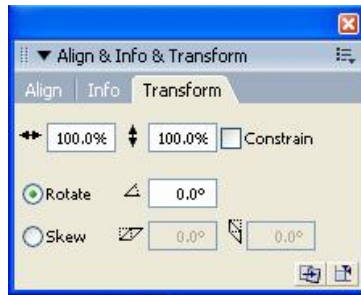 Align & Info & Transform
Align Info Transform
100.0% 100.0% Constrain
Rotate 0.0°
Skew 0.0° 0.0°